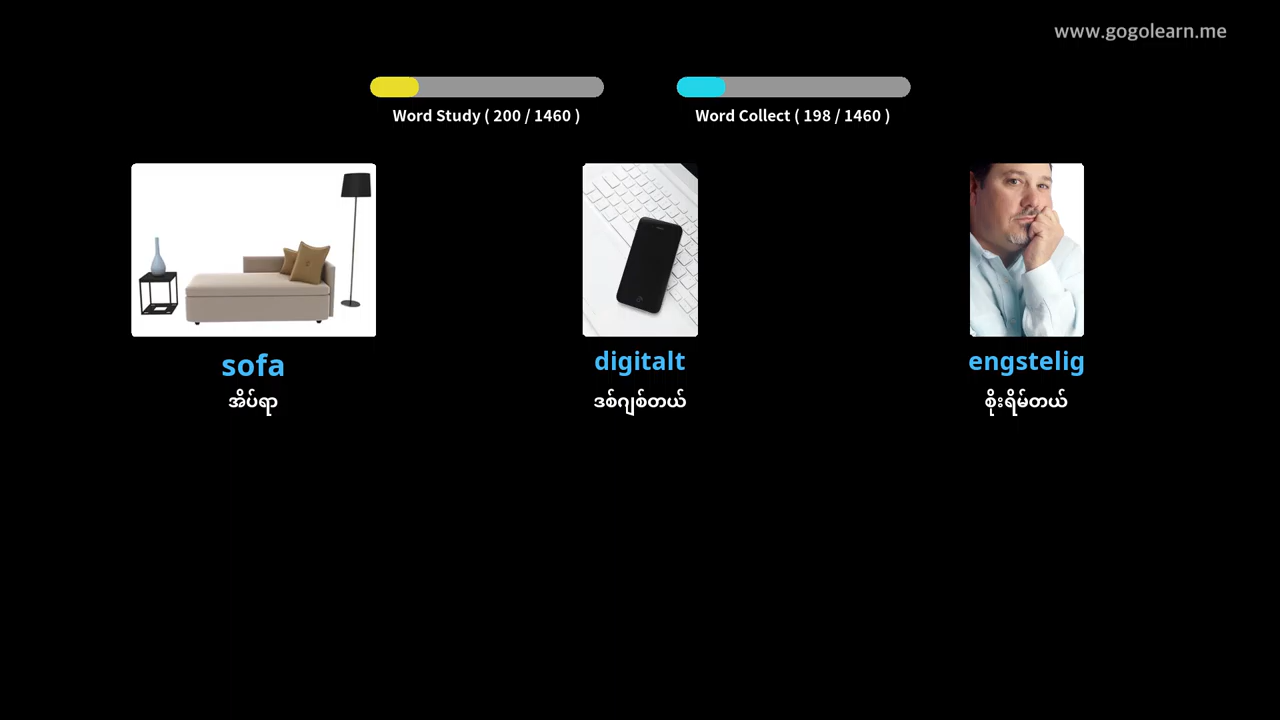 www.gogolearn.me
Word Study ( 200 / 1460 )
Word Collect ( 198 / 1460 )
sofa
digitalt
engstelig
အိပ်ရာ
ဒစ်ဂျစ်တယ်
စိုးရိမ်တယ်